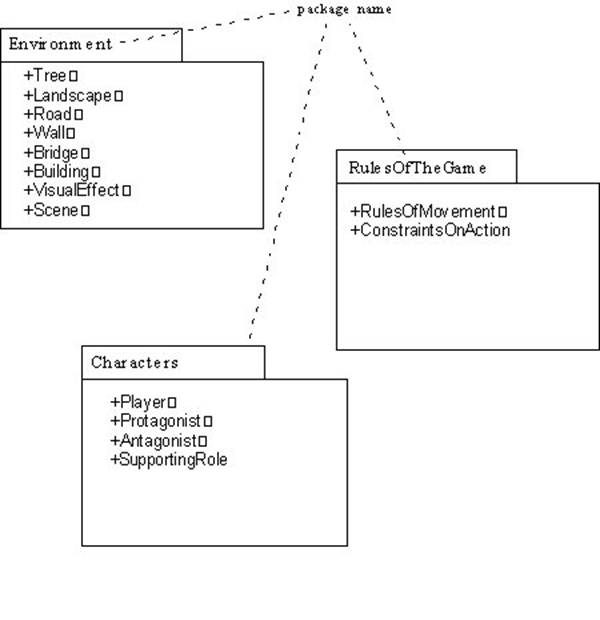 package name
Environment
+Tree▯
+Landscape▯
+Road▯
+Wall▯
+Bridge▯
+Building▯
+VisualEffect▯
+Scene▯
RulesOfTheGame
+RulesOfMovement▯
+ConstraintsOnAction
Characters
+Player▯
+Protagonist▯
+Antagonist▯
+SupportingRole